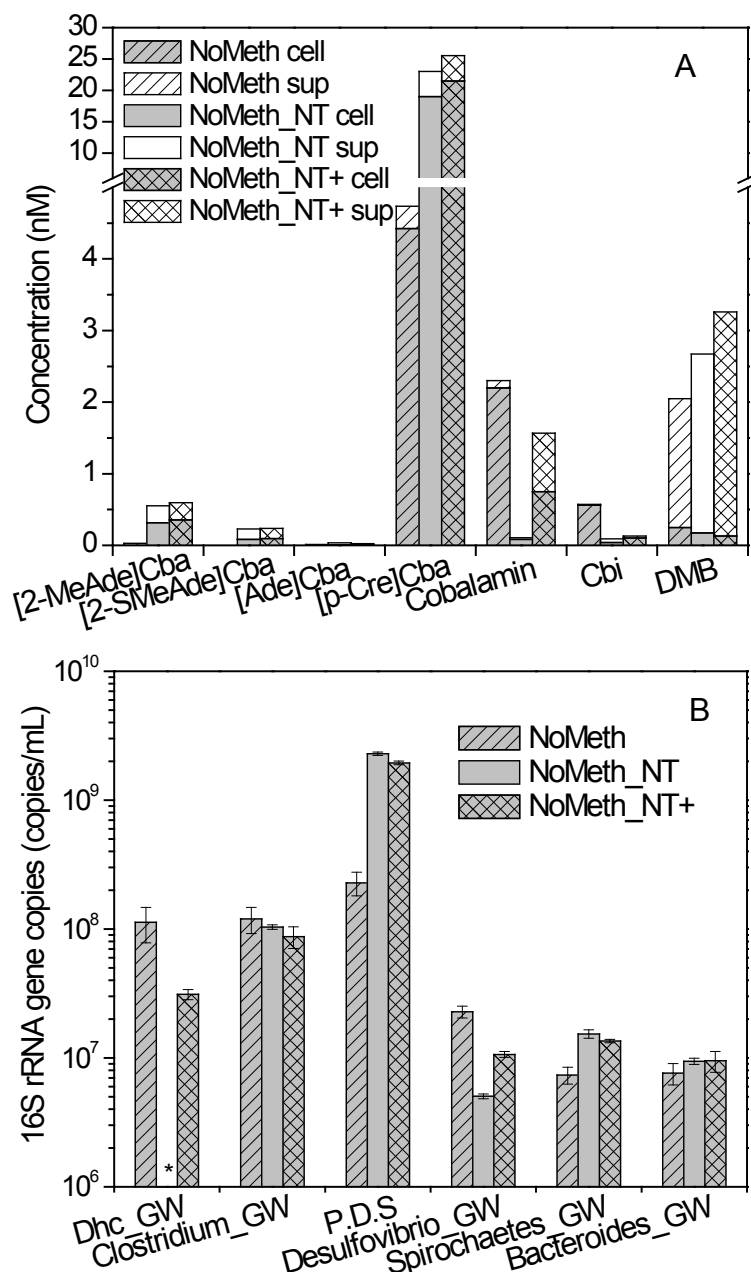 A
NoMeth cell
NoMeth sup
NoMeth_NT cell
NoMeth_NT sup
NoMeth_NT+ cell
NoMeth_NT+ sup
30
25
20
15
10
4
3
2
1
0
Concentration (nM)
[2-MeAde]Cba
[2-SMeAde]Cba
[Ade]Cba
[p-Cre]Cba
Cobalamin
Cbi
DMB
B
NoMeth
NoMeth_NT
NoMeth_NT+
10^10
10^9
10^8
10^7
10^6
16S rRNA gene copies (copies/mL)
*
Dhc_GW
Clostridium_GW
P.D.S
Desulfovibrio_GW
Spirochaetes_GW
Bacteroides_GW